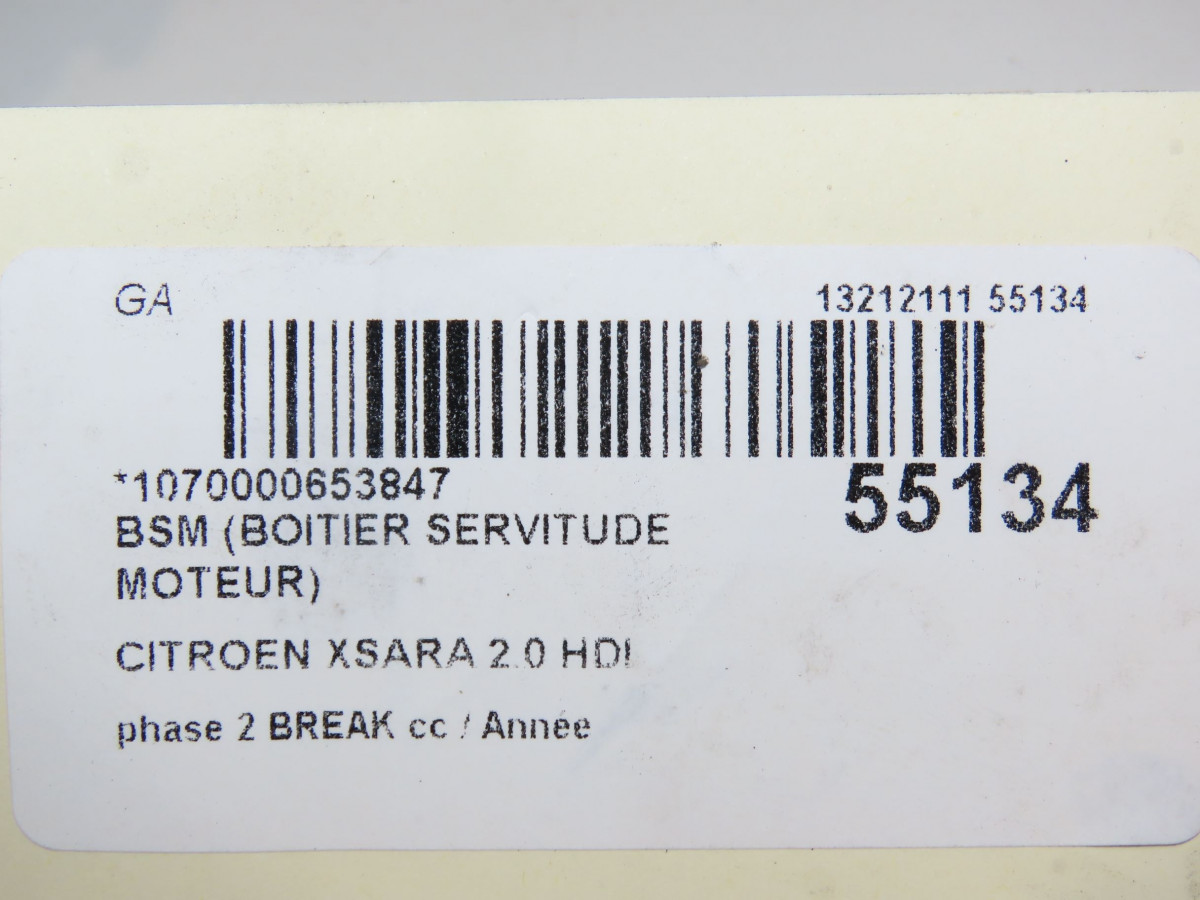 GA
13212111 55134
*1070000653847
55134
BSM (BOITIER SERVITUDE
MOTEUR)
CITROEN XSARA 2.0 HDI
phase 2 BREAK cc / Année